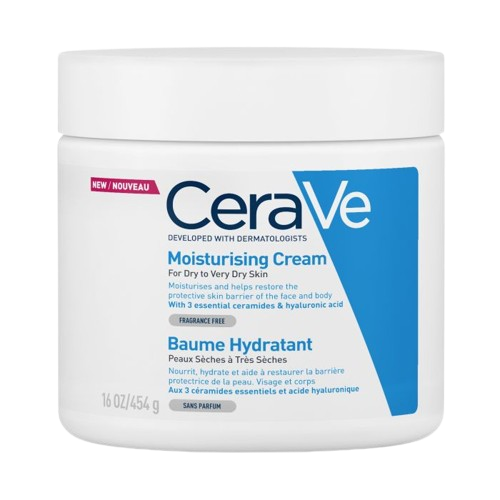 NEW / NOUVEAU
CeraVe
DEVELOPED WITH DERMATOLOGISTS
Moisturising Cream
For Dry to Very Dry Skin
Moisturises and helps restore the
protective skin barrier of the face and body
With 3 essential ceramides & hyaluronic acid
FRAGRANCE FREE
Baume Hydratant
Peaux Sèches à Très Sèches
Nourrit, hydrate et aide à restaurer la barrière
protectrice de la peau. Visage et corps
Aux 3 céramides essentiels et acide hyaluronique
16 OZ/454 g
SANS PARFUM